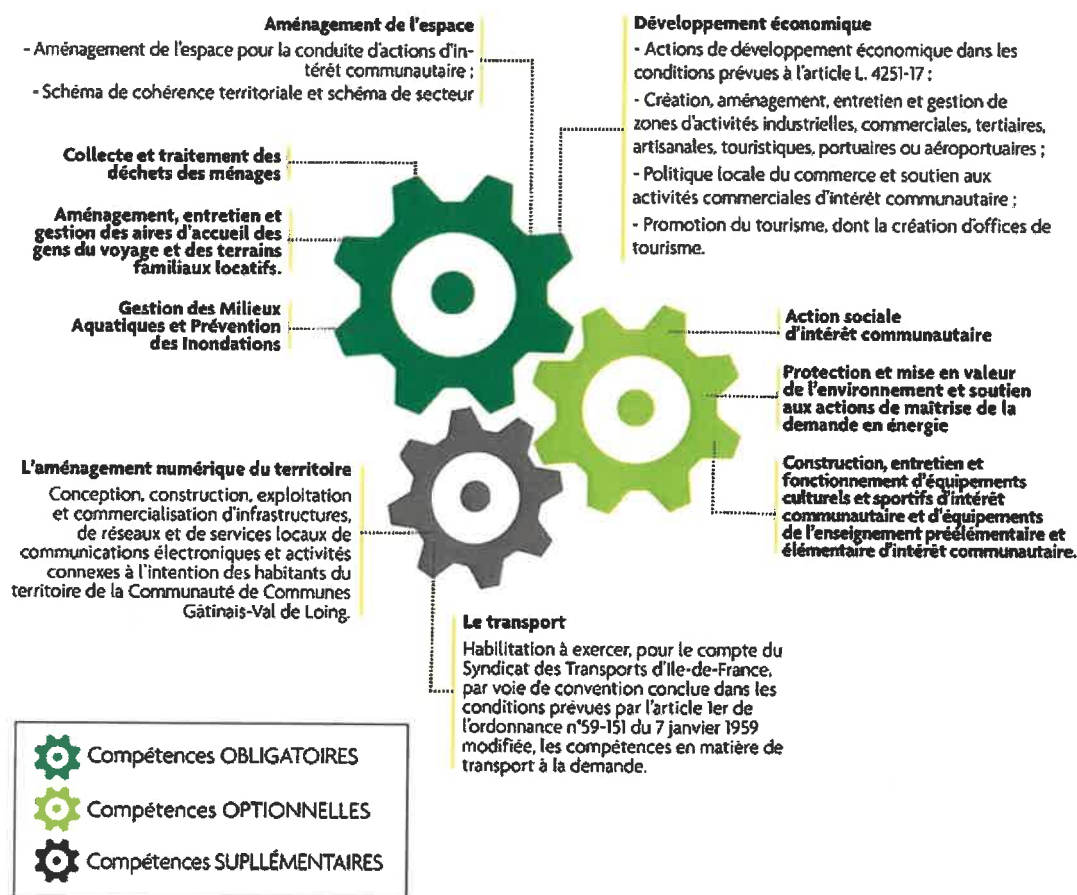 Aménagement de l'espace
- Aménagement de l'espace pour la conduite d'actions d'in-
térêt communautaire ;
- Schéma de cohérence territoriale et schéma de secteur
Collecte et traitement des
déchets des ménages
Aménagement, entretien et
gestion des aires d'accueil des
gens du voyage et des terrains
familiaux locatifs.
Gestion des Milieux
Aquatiques et Prévention
des Inondations
Développement économique
- Actions de développement économique dans les
conditions prévues à l'article L. 4251-17 ;
- Création, aménagement, entretien et gestion de
zones d'activités industrielles, commerciales, tertiaires,
artisanales, touristiques, portuaires ou aéroportuaires ;
- Politique locale du commerce et soutien aux
activités commerciales d'intérêt communautaire ;
- Promotion du tourisme, dont la création d'offices de
tourisme.
Action sociale
d'intérêt communautaire
Protection et mise en valeur
de l'environnement et soutien
aux actions de maîtrise de la
demande en énergie
Construction, entretien et
fonctionnement d'équipements
culturels et sportifs d'intérêt
communautaire et d'équipements
de l'enseignement préélémentaire et
élémentaire d'intérêt communautaire.
L'aménagement numérique du territoire
Conception, construction, exploitation
et commercialisation d'infrastructures,
de réseaux et de services locaux de
communications électroniques et activités
connexes à l'intention des habitants du
territoire de la Communauté de Communes
Gâtinais-Val de Loing.
Le transport
Habilitation à exercer, pour le compte du
Syndicat des Transports d'Ile-de-France,
par voie de convention conclue dans les
conditions prévues par l'article 1er de
l'ordonnance n°59-151 du 7 janvier 1959
modifiée, les compétences en matière de
transport à la demande.
Compétences OBLIGATOIRES
Compétences OPTIONNELLES
Compétences SUPLLÉMENTAIRES